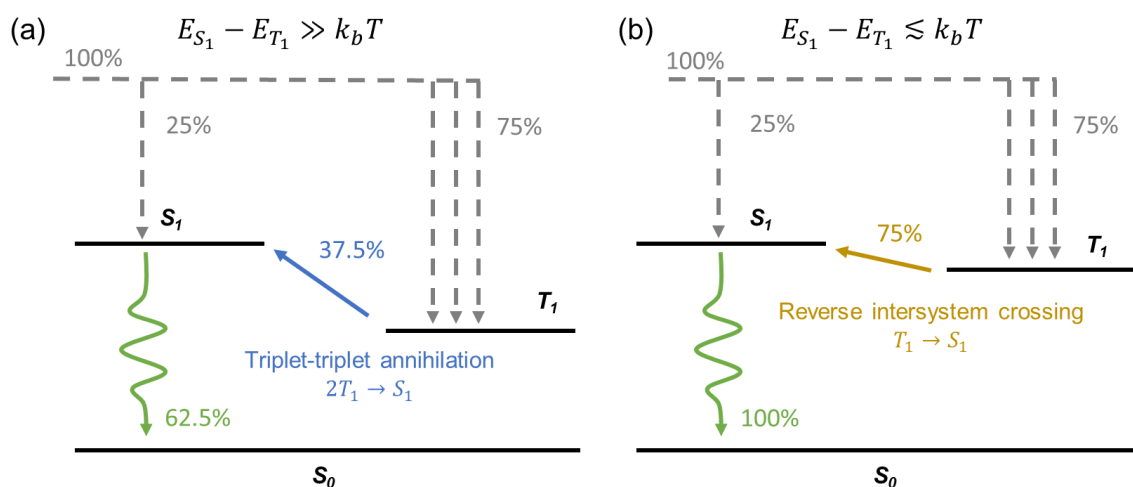 (a) E_{S_1} − E_{T_1} ≫ k_bT
100%
25%
75%
S_1
37.5%
T_1
Triplet-triplet annihilation
2T_1 → S_1
62.5%
S_0
(b) E_{S_1} − E_{T_1} ≲ k_bT
100%
25%
75%
S_1
75%
T_1
Reverse intersystem crossing
T_1 → S_1
100%
S_0